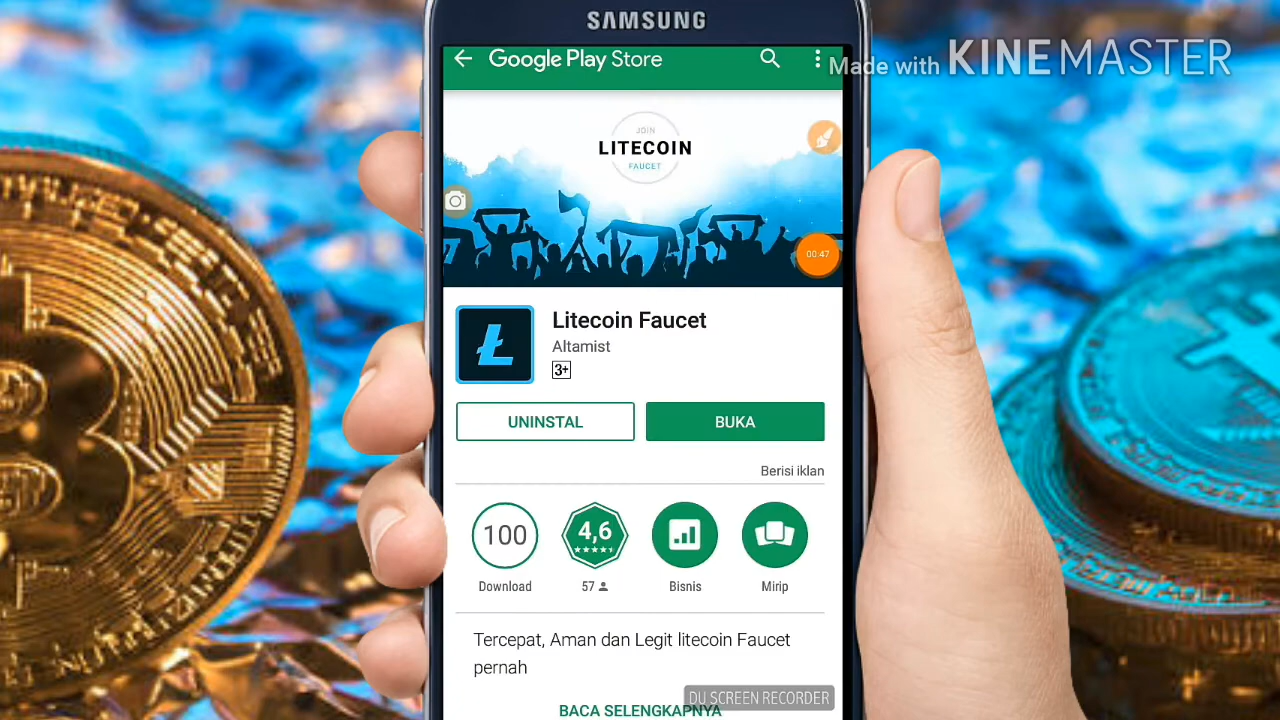 SAMSUNG
Google Play Store
Made with KINEMASTER
JOIN
LITECOIN
FAUCET
00:47
Litecoin Faucet
Altamist
3+
UNINSTAL
BUKA
Berisi iklan
100
4,6
Download
57
Bisnis
Mirip
Tercepat, Aman dan Legit litecoin Faucet
pernah
DU SCREEN RECORDER
BACA SELENGKAPNYA